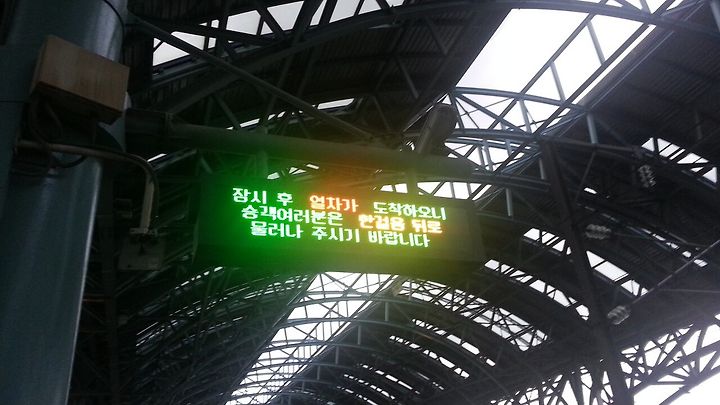 잠시 후 열차가 도착하오니
승객여러분은 한걸음 뒤로
물러나 주시기 바랍니다